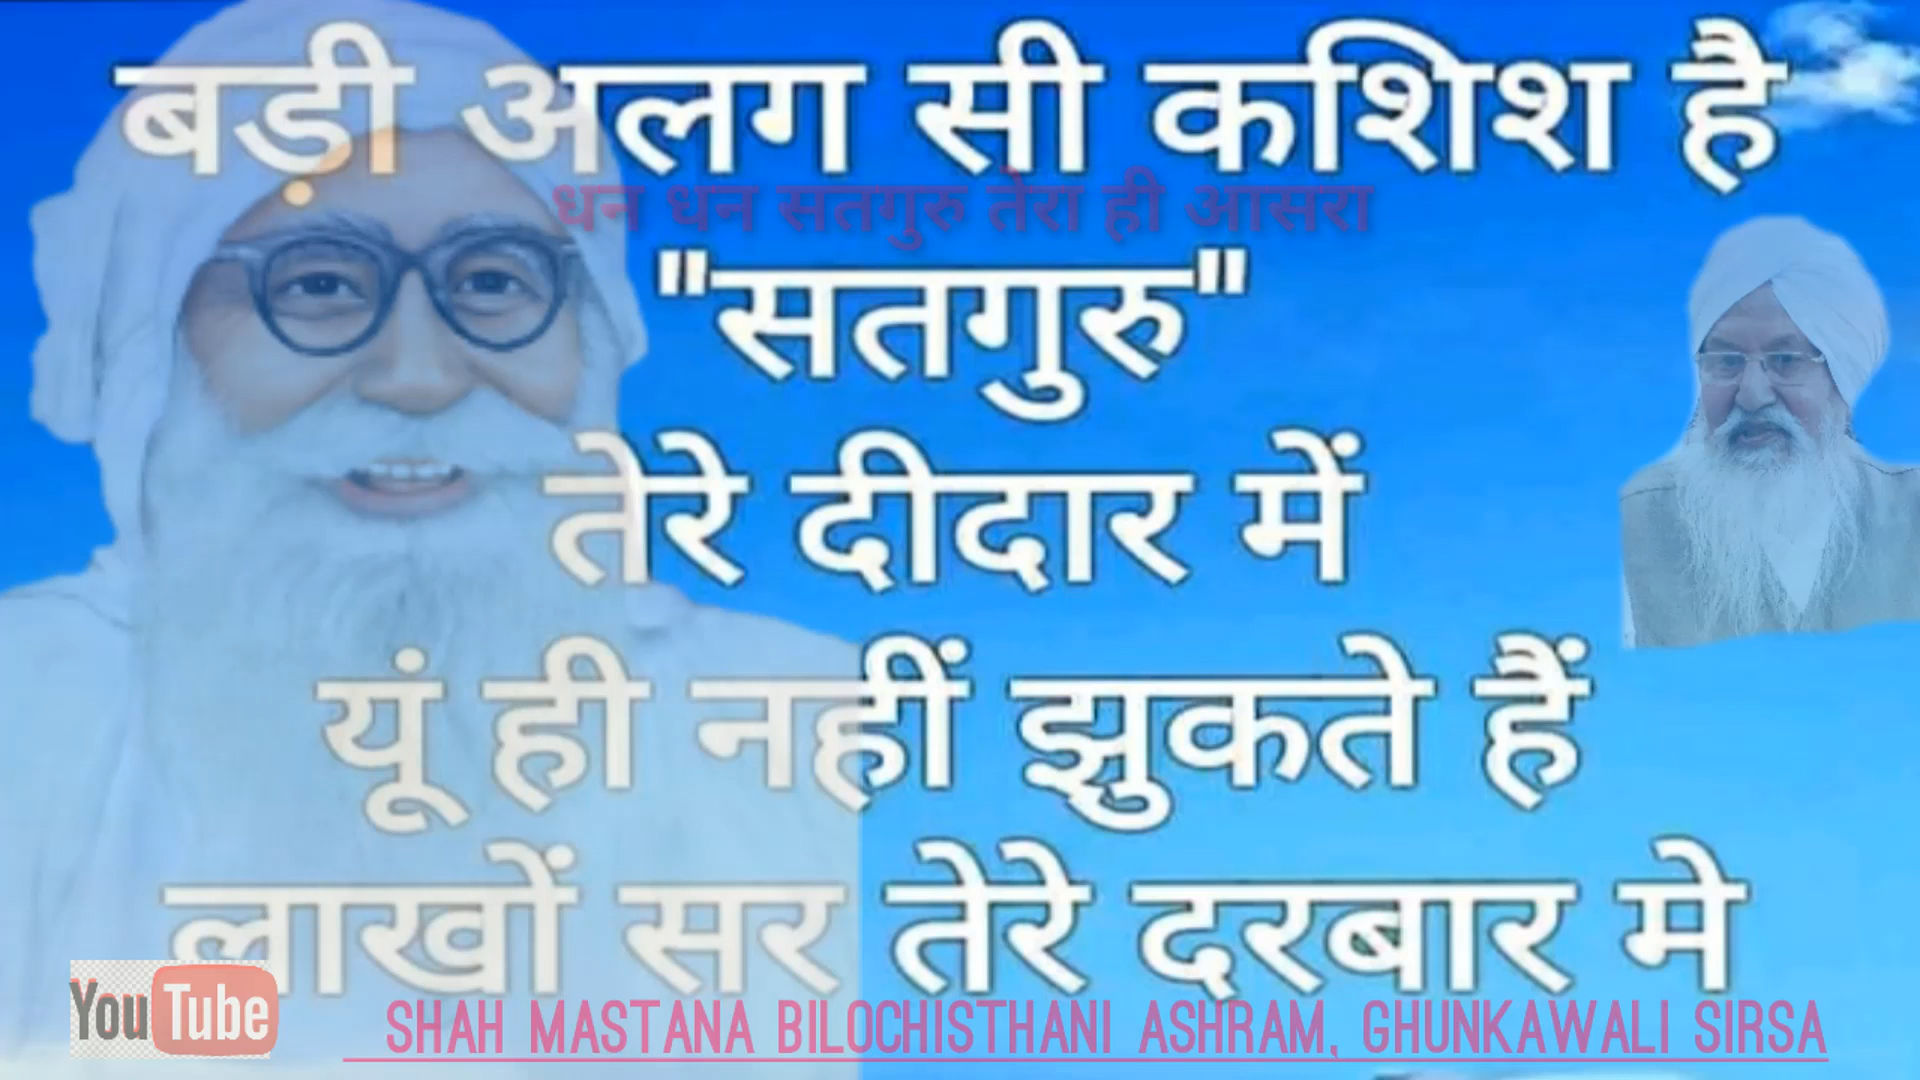 बड़ी अलग सी कशिश है
धन धन सतगुरु तेरा ही आसरा
"सतगुरु"
तेरे दीदार में
यूं ही नहीं झुकते हैं
लाखों सर तेरे दरबार मे
YouTube
SHAH MASTANA BILOCHISTHANI ASHRAM, GHUNKAWALI SIRSA